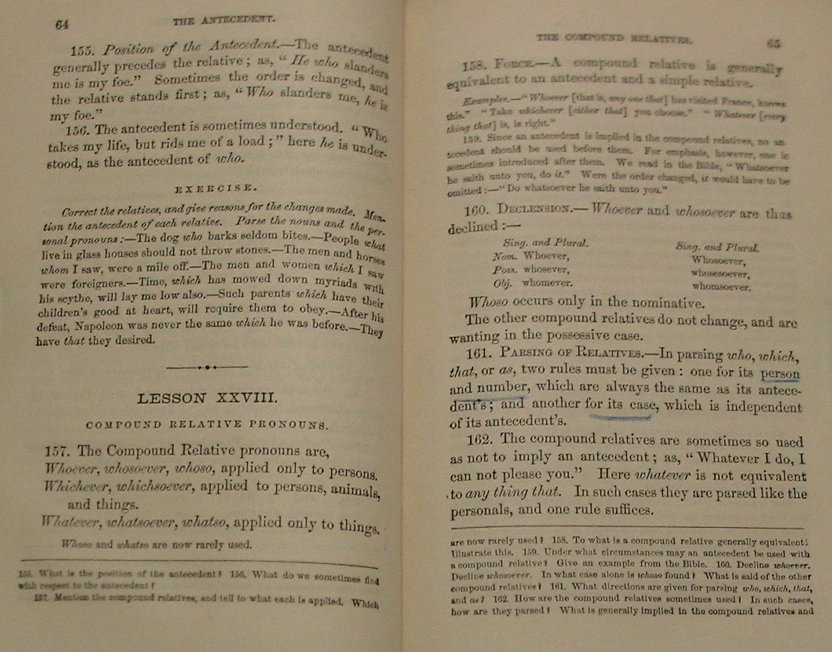 64
THE ANTECEDENT.
155. Position of the Antecedent.—The antecedent
generally precedes the relative; as, "He who slanders
me is my foe." Sometimes the order is changed, and
the relative stands first; as, "Who slanders me, he is
my foe."
156. The antecedent is sometimes understood. "Who
takes my life, but rids me of a load;" here he is under-
stood, as the antecedent of who.
EXERCISE.
Correct the relatives, and give reasons for the changes made. Men-
tion the antecedent of each relative. Parse the nouns and the per-
sonal pronouns:—The dog who barks seldom bites.—People what
live in glass houses should not throw stones.—The men and horses
whom I saw, were a mile off.—The men and women which I saw
were foreigners.—Time, which has mowed down myriads with
his scythe, will lay me low also.—Such parents which have their
children's good at heart, will require them to obey.—After his
defeat, Napoleon was never the same which he was before.—They
have that they desired.
LESSON XXVIII.
COMPOUND RELATIVE PRONOUNS.
157. The Compound Relative pronouns are,
Whoever, whosoever, whoso, applied only to persons.
Whichever, whichsoever, applied to persons, animals,
and things.
Whatever, whatsoever, whatso, applied only to things.
Whoso and whatso are now rarely used.
155. What is the position of the antecedent? 156. What do we sometimes find
with respect to the antecedent?
157. Mention the compound relatives, and tell to what each is applied. Which
THE COMPOUND RELATIVES.
65
158. FORCE.—A compound relative is generally
equivalent to an antecedent and a simple relative.
Examples.—"Whoever [that is, any one that] has visited France, knows
this." "Take whichever [either that] you choose." "Whatever [every
thing that] is, is right."
159. Since an antecedent is implied in the compound relatives, no an-
tecedent should be used before them. For emphasis, however, one is
sometimes introduced after them. We read in the Bible, "Whatsoever
he saith unto you, do it." Were the order changed, it would have to be
omitted:—"Do whatsoever he saith unto you."
160. DECLENSION.—Whoever and whosoever are thus
declined:—
Sing. and Plural. Sing. and Plural.
Nom. Whoever, Whosoever,
Poss. whosever, whosesoever,
Obj. whomever. whomsoever.
Whoso occurs only in the nominative.
The other compound relatives do not change, and are
wanting in the possessive case.
161. PARSING OF RELATIVES.—In parsing who, which,
that, or as, two rules must be given: one for its person
and number, which are always the same as its antece-
dent's; and another for its case, which is independent
of its antecedent's.
162. The compound relatives are sometimes so used
as not to imply an antecedent; as, "Whatever I do, I
can not please you." Here whatever is not equivalent
to any thing that. In such cases they are parsed like the
personals, and one rule suffices.
are now rarely used? 158. To what is a compound relative generally equivalent?
Illustrate this. 159. Under what circumstances may an antecedent be used with
a compound relative? Give an example from the Bible. 160. Decline whoever.
Decline whosoever. In what case alone is whoso found? What is said of the other
compound relatives? 161. What directions are given for parsing who, which, that,
and as? 162. How are the compound relatives sometimes used? In such cases,
how are they parsed? What is generally implied in the compound relatives and